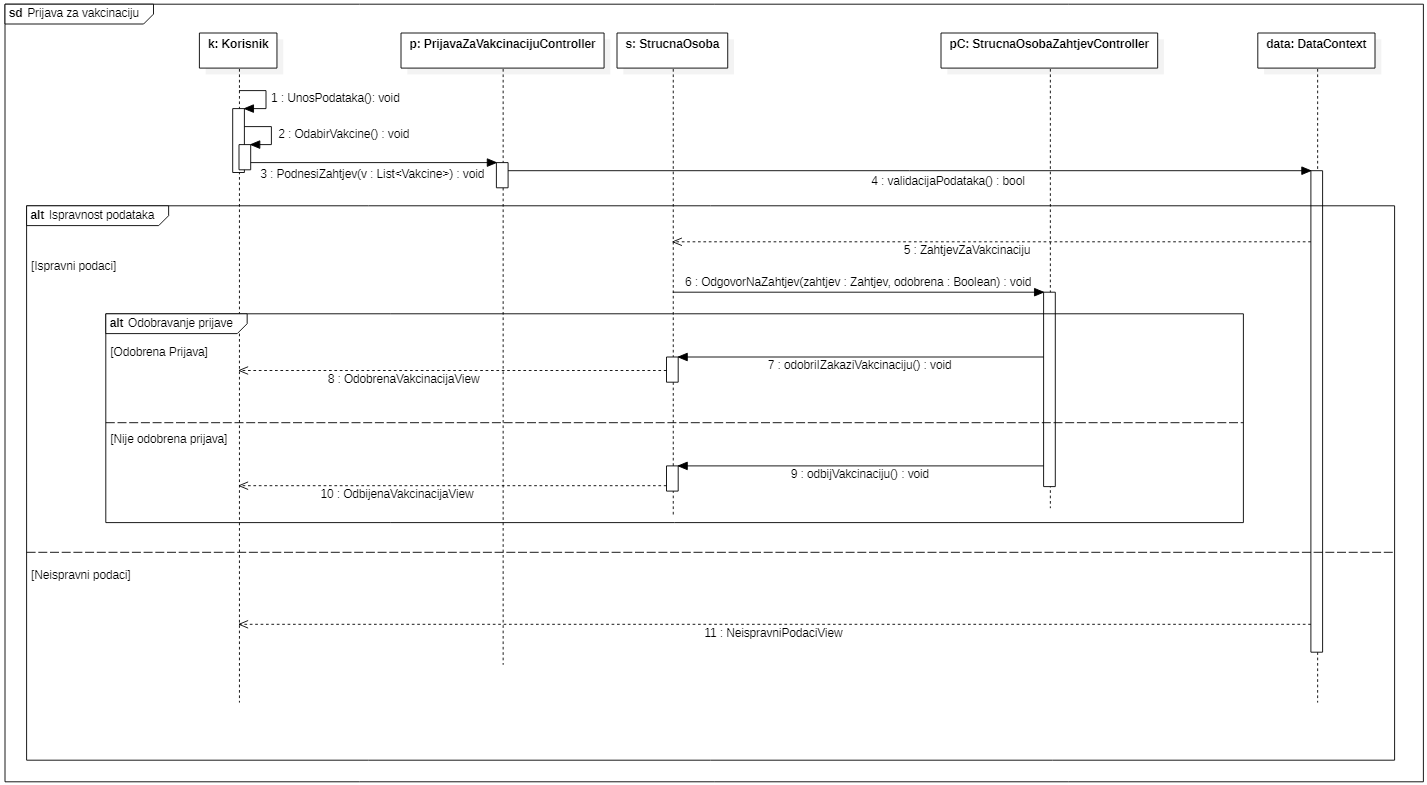 sd Prijava za vakcinaciju
k: Korisnik
p: PrijavaZaVakcinacijuController
s: StrucnaOsoba
pC: StrucnaOsobaZahtjevController
data: DataContext
1 : UnosPodataka(): void
2 : OdabirVakcine() : void
3 : PodnesiZahtjev(v : List<Vakcine>) : void
4 : validacijaPodataka() : bool
alt Ispravnost podataka
5 : ZahtjevZaVakcinaciju
[Ispravni podaci]
6 : OdgovorNaZahtjev(zahtjev : Zahtjev, odobrena : Boolean) : void
alt Odobravanje prijave
[Odobrena Prijava]
7 : odobriIZakaziVakcinaciju() : void
8 : OdobrenaVakcinacijaView
[Nije odobrena prijava]
9 : odbijVakcinaciju() : void
10 : OdbijenaVakcinacijaView
[Neispravni podaci]
11 : NeispravniPodaciView